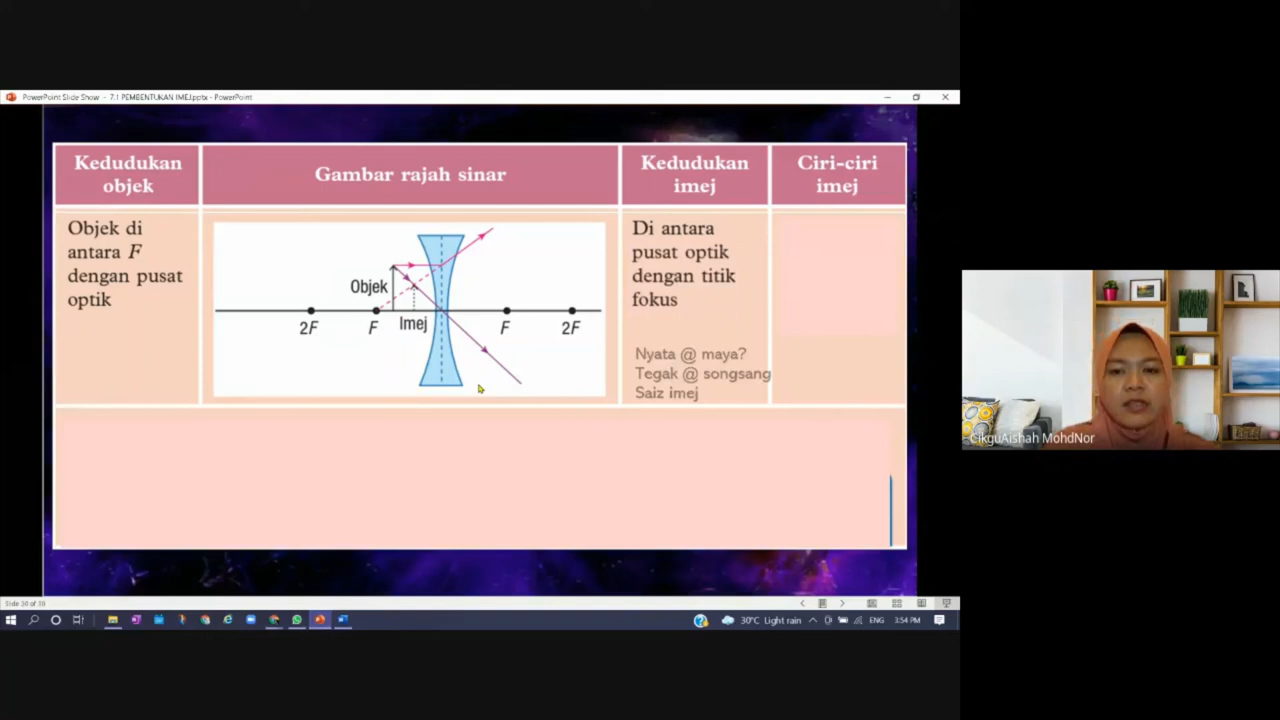 PowerPoint Slide Show - 7.1 PEMBENTUKAN IMEJ.pptx - PowerPoint
Kedudukan
objek
Gambar rajah sinar
Kedudukan
imej
Ciri-ciri
imej
Objek di
antara F
dengan pusat
optik
Objek
2F
F
Imej
F
2F
Di antara
pusat optik
dengan titik
fokus
Nyata @ maya?
Tegak @ songsang
Saiz imej
CikguAishah MohdNor
30°C Light rain
ENG
3:54 PM